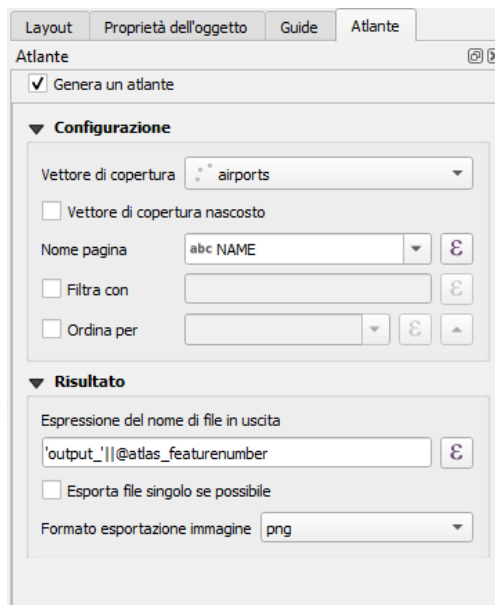 Layout Proprietà dell'oggetto Guide Atlante
Atlante
Genera un atlante
Configurazione
Vettore di copertura airports
Vettore di copertura nascosto
Nome pagina abc NAME ε
Filtra con ε
Ordina per ε
Risultato
Espressione del nome di file in uscita
'output_'||@atlas_featurenumber ε
Esporta file singolo se possibile
Formato esportazione immagine png